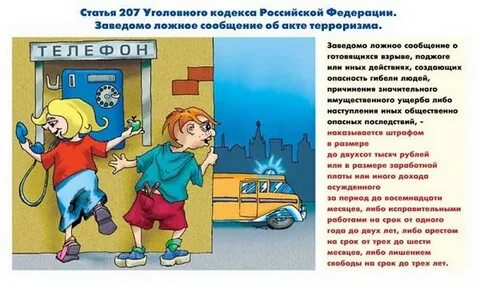 Статья 207 Уголовного кодекса Российской Федерации.
Заведомо ложное сообщение об акте терроризма.
ТЕЛЕФОН
Заведомо ложное сообщение о
готовящихся взрыве, поджоге
или иных действиях, создающих
опасность гибели людей,
причинения значительного
имущественного ущерба либо
наступления иных общественно
опасных последствий, -
наказывается штрафом
в размере
до двухсот тысяч рублей
или в размере заработной
платы или иного дохода
осужденного
за период до восемнадцати
месяцев, либо исправительными
работами на срок от одного
года до двух лет, либо арестом
на срок от трех до шести
месяцев, либо лишением
свободы на срок до трех лет.